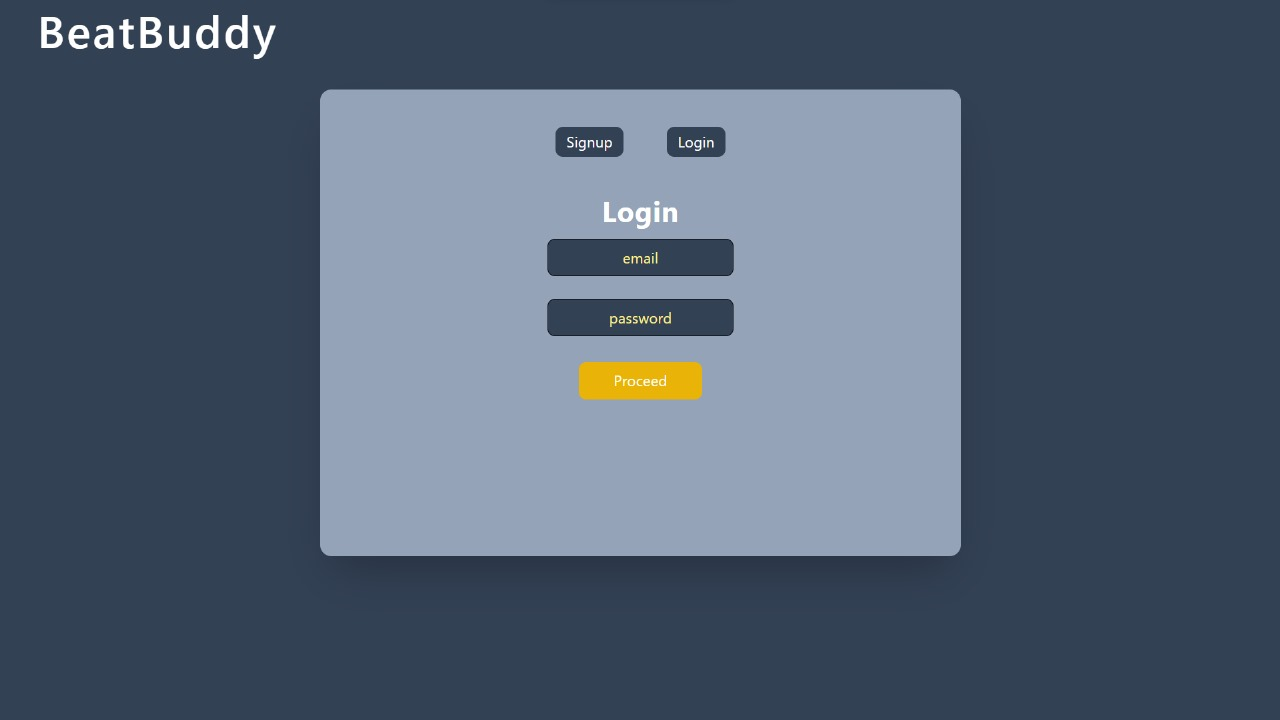 BeatBuddy
Signup Login
Login
email
password
Proceed